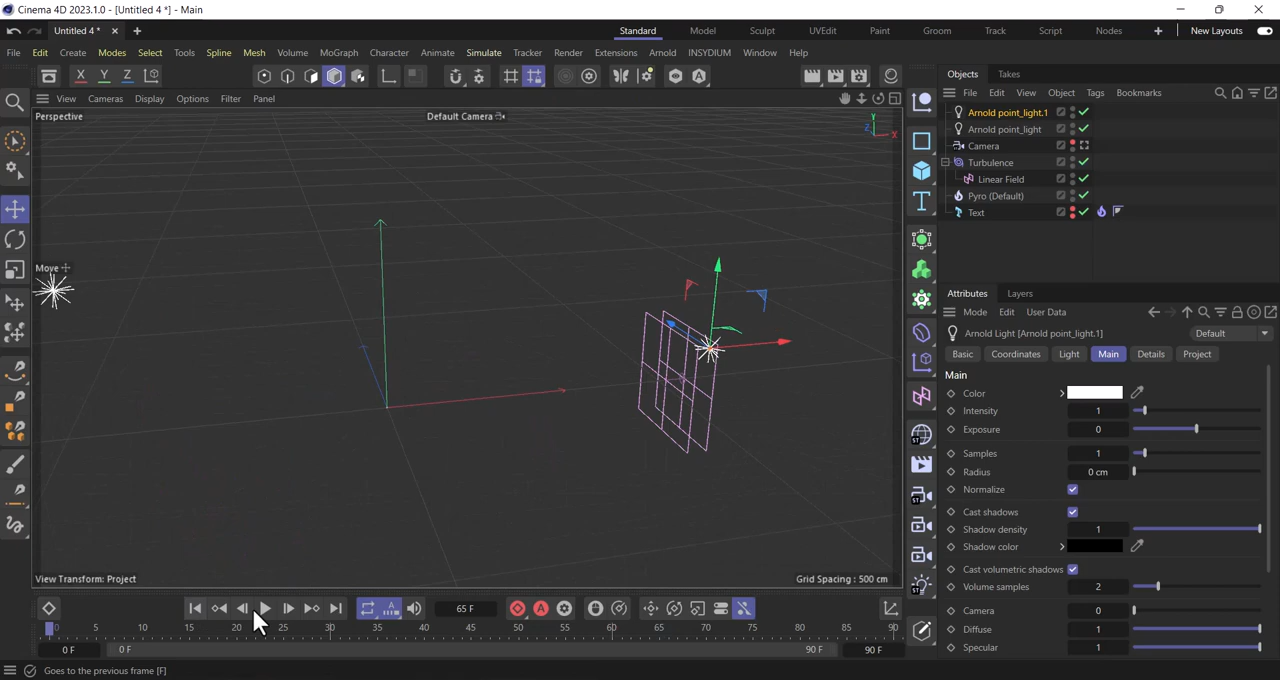 Cinema 4D 2023.1.0 - [Untitled 4 *] - Main
Untitled 4 *
Standard Model Sculpt UVEdit Paint Groom Track Script Nodes New Layouts
File Edit Create Modes Select Tools Spline Mesh Volume MoGraph Character Animate Simulate Tracker Render Extensions Arnold INSYDIUM Window Help
X Y Z
Objects Takes
View Cameras Display Options Filter Panel
File Edit View Object Tags Bookmarks
Perspective Default Camera
Y
Z X
Arnold point_light.1
Arnold point_light
Camera
Turbulence
Linear Field
Pyro (Default)
Text
Move
Attributes Layers
Mode Edit User Data
Arnold Light [Arnold point_light.1] Default
Basic Coordinates Light Main Details Project
Main
Color
Intensity 1
Exposure 0
Samples 1
Radius 0 cm
Normalize
Cast shadows
Shadow density 1
Shadow color
Cast volumetric shadows
Volume samples 2
Camera 0
Diffuse 1
Specular 1
ST
ST
ST
View Transform: Project Grid Spacing : 500 cm
65 F
0 5 10 15 20 25 30 35 40 45 50 55 60 65 70 75 80 85 90
0 F 0 F 90 F 90 F
Goes to the previous frame [F]